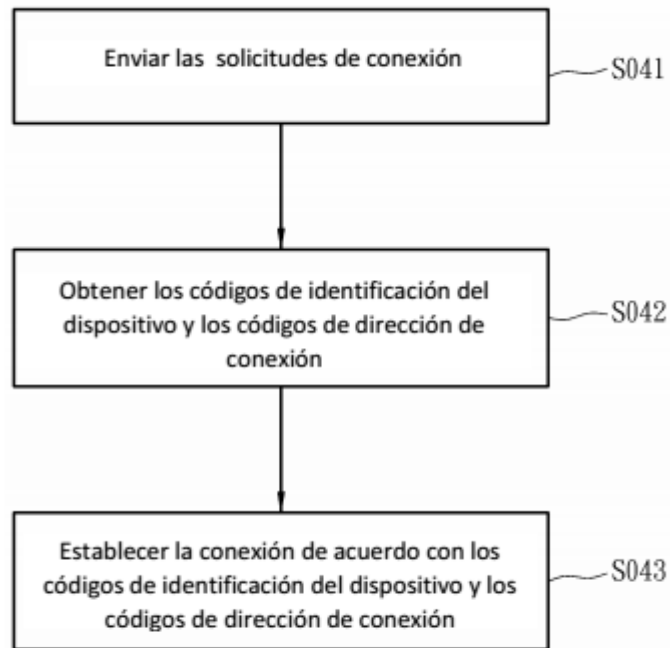 Enviar las solicitudes de conexión
S041
Obtener los códigos de identificación del
dispositivo y los códigos de dirección de
conexión
S042
Establecer la conexión de acuerdo con los
códigos de identificación del dispositivo y los
códigos de dirección de conexión
S043